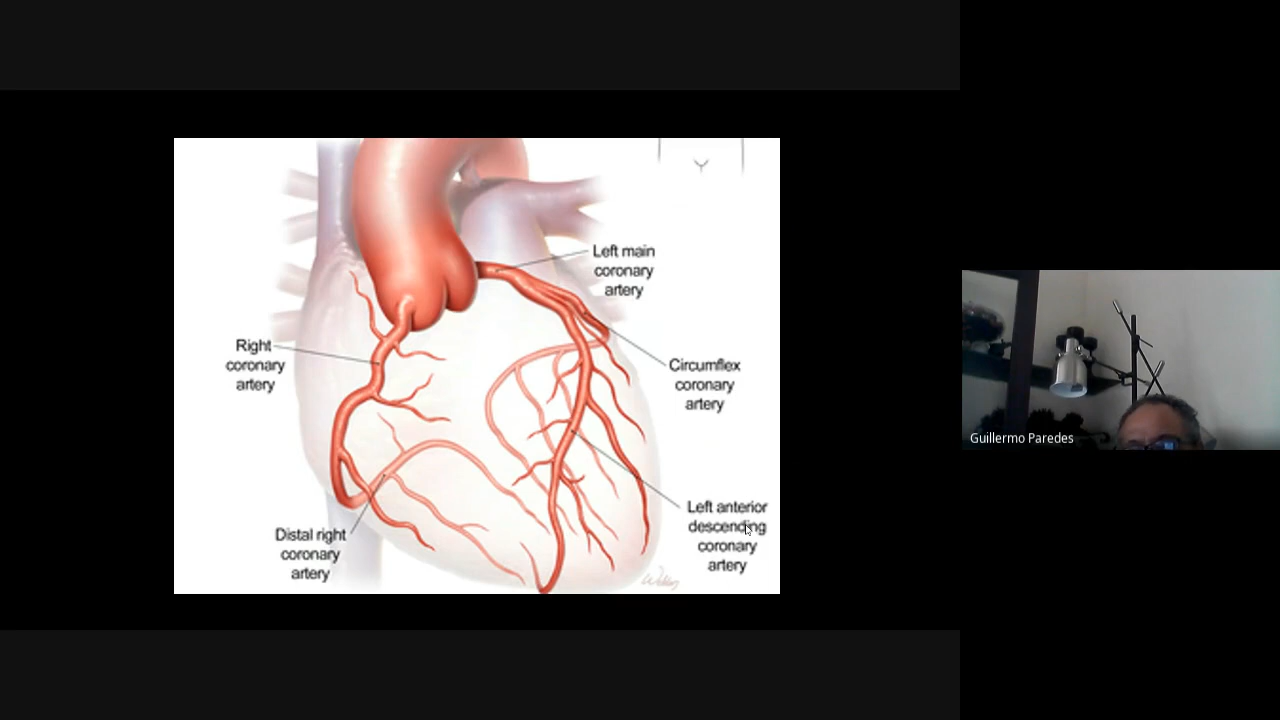 Left main
coronary
artery
Right
coronary
artery
Circumflex
coronary
artery
Left anterior
descending
coronary
artery
Distal right
coronary
artery
Guillermo Paredes